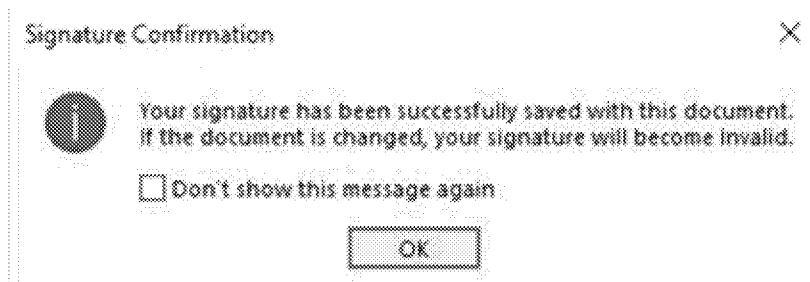 Signature Confirmation
Your signature has been successfully saved with this document.
If the document is changed, your signature will become invalid.
Don't show this message again
OK